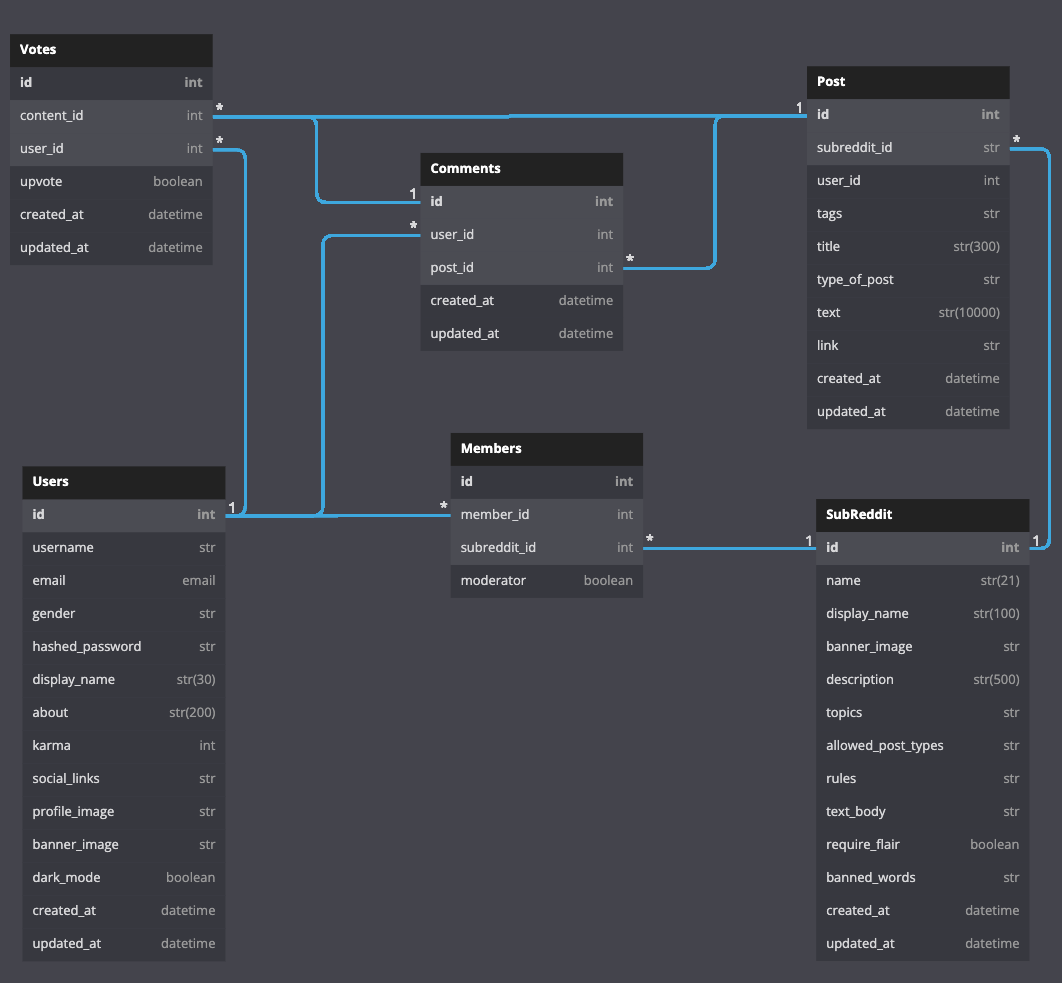 Votes
id int
content_id int
user_id int
upvote boolean
created_at datetime
updated_at datetime
*
*
Post
id int
subreddit_id str
user_id int
tags str
title str(300)
type_of_post str
text str(10000)
link str
created_at datetime
updated_at datetime
1
*
Comments
id int
user_id int
post_id int
created_at datetime
updated_at datetime
1
*
*
Members
id int
member_id int
subreddit_id int
moderator boolean
*
*
Users
id int
username str
email email
gender str
hashed_password str
display_name str(30)
about str(200)
karma int
social_links str
profile_image str
banner_image str
dark_mode boolean
created_at datetime
updated_at datetime
1
SubReddit
id int
name str(21)
display_name str(100)
banner_image str
description str(500)
topics str
allowed_post_types str
rules str
text_body str
require_flair boolean
banned_words str
created_at datetime
updated_at datetime
1
1